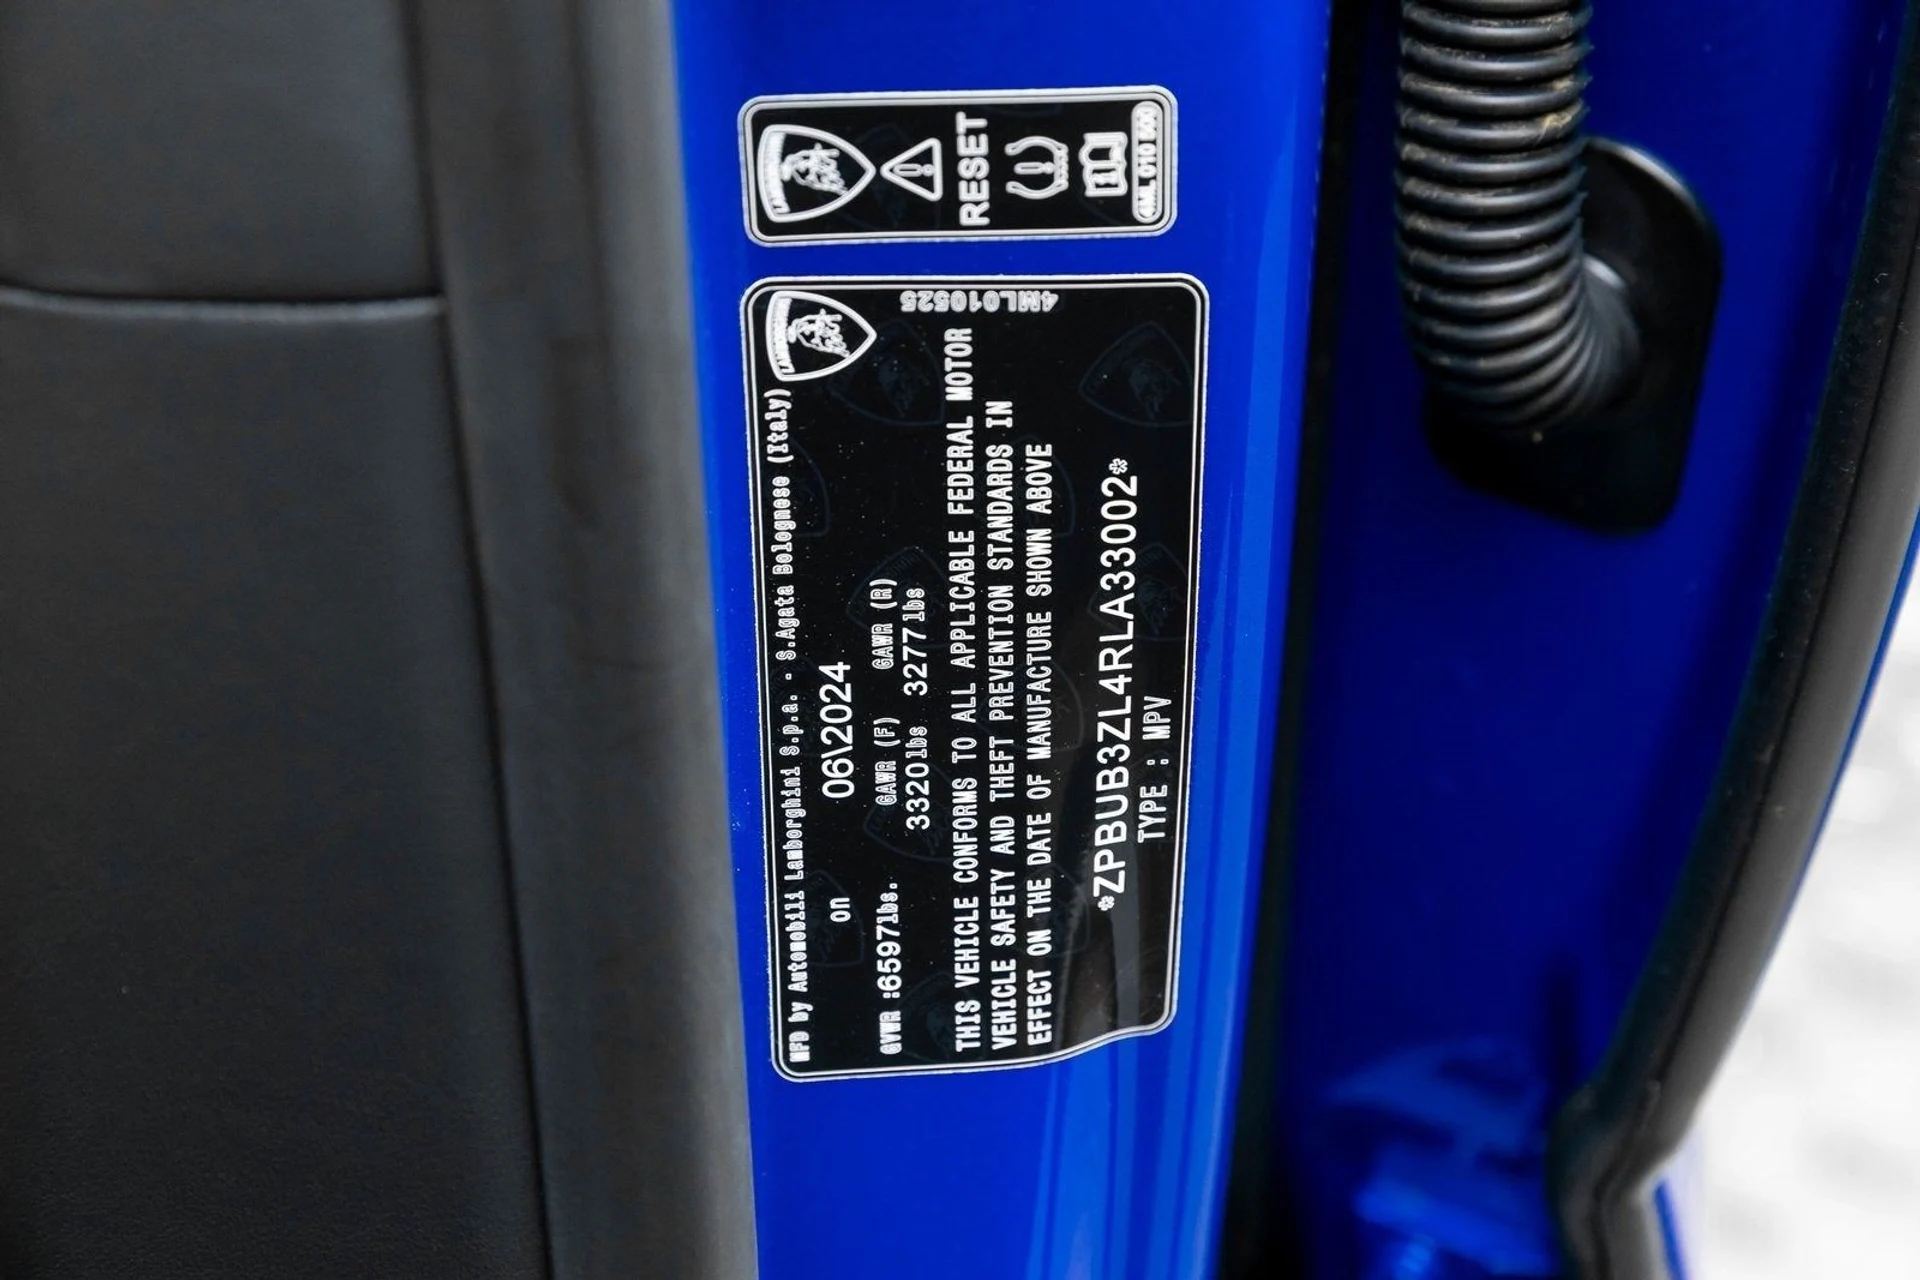 LAMBORGHINI
RESET
4ML 010 500
LAMBORGHINI
4ML010525
MFD by Automobili Lamborghini S.p.a. - S.Agata Bolognese (Italy)
on 06\2024
GAWR (F) GAWR (R)
GVWR :6597lbs. 3320lbs 3277lbs
THIS VEHICLE CONFORMS TO ALL APPLICABLE FEDERAL MOTOR
VEHICLE SAFETY AND THEFT PREVENTION STANDARDS IN
EFFECT ON THE DATE OF MANUFACTURE SHOWN ABOVE
*ZPBUB3ZL4RLA33002*
TYPE : MPV